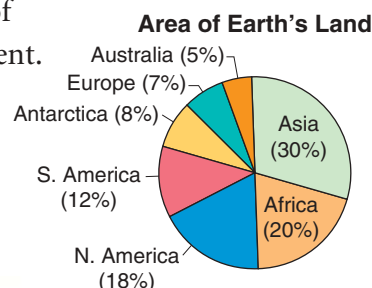 ent.
Area of Earth's Land
Australia (5%)
Europe (7%)
Antarctica (8%)
S. America
(12%)
N. America
(18%)
Asia
(30%)
Africa
(20%)